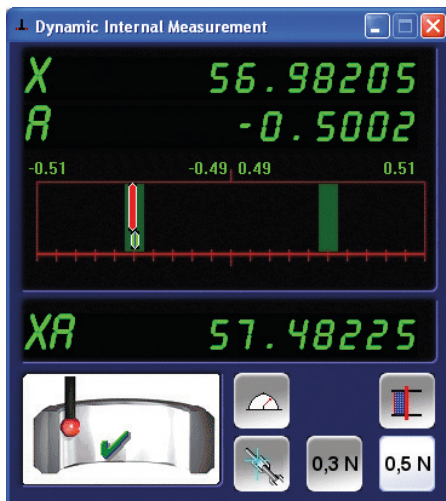 Dynamic Internal Measurement
X 56.98205
A -0.5002
-0.51 -0.49 0.49 0.51
XA 57.48225
0,3 N 0,5 N